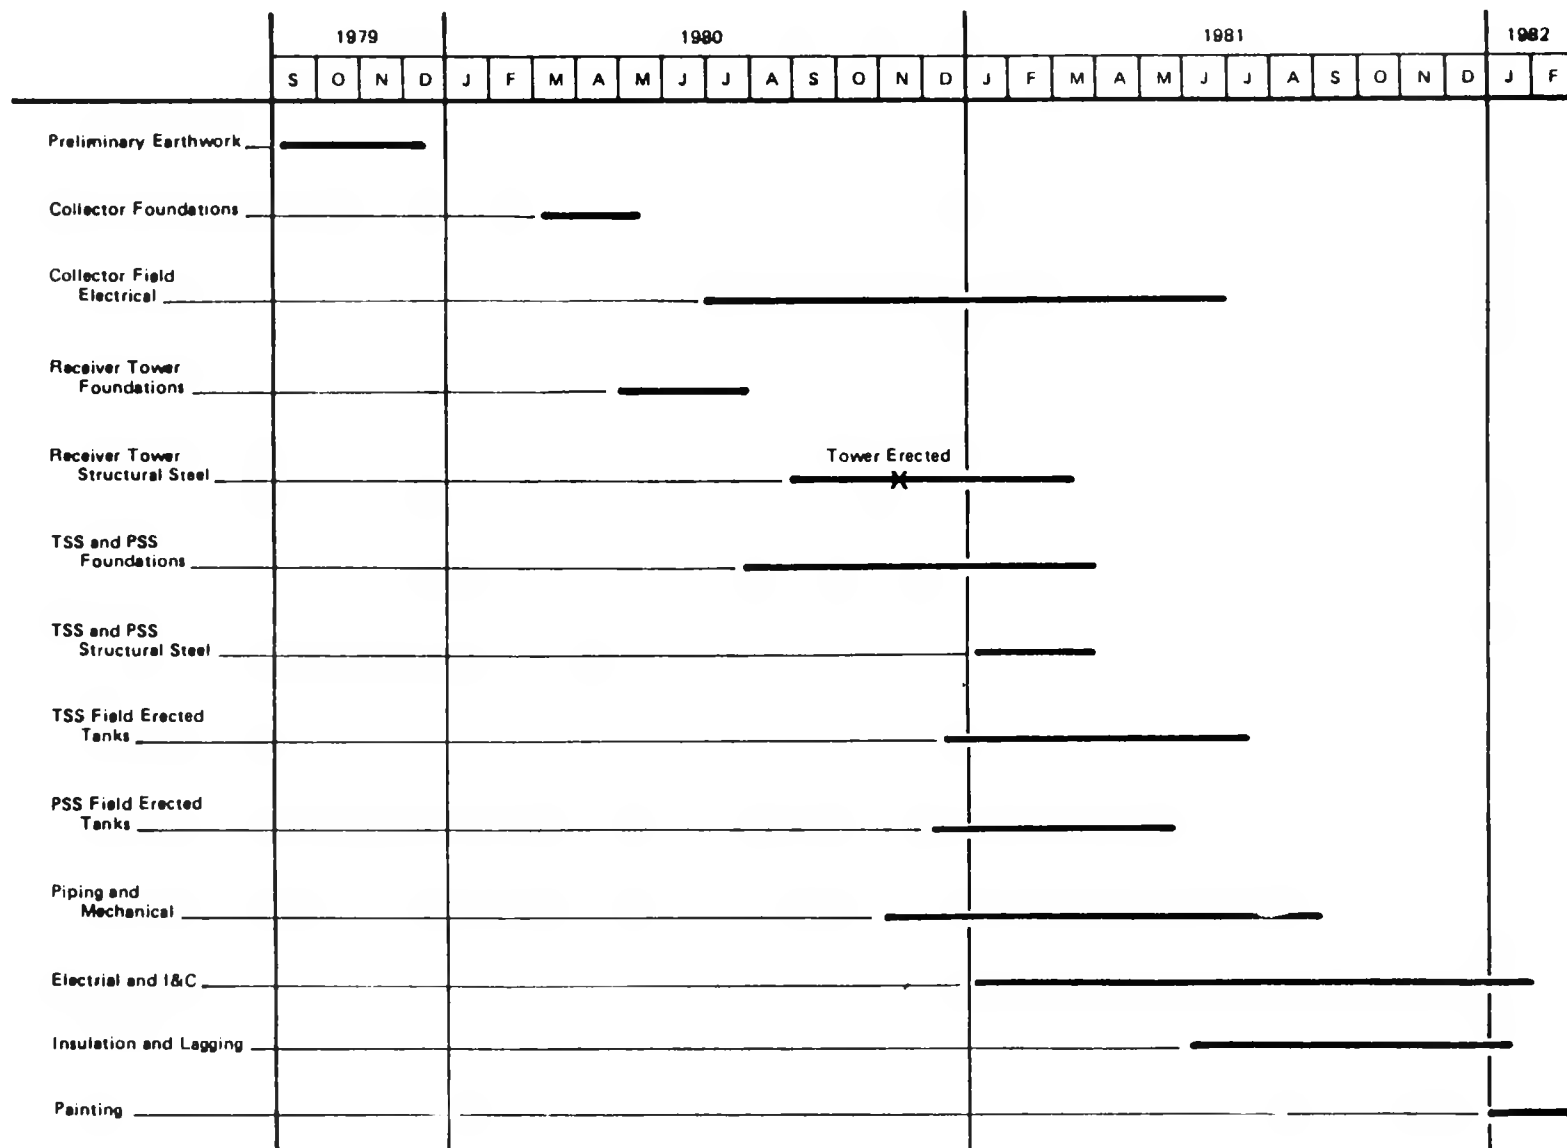 1979 1980 1981 1982
S O N D J F M A M J J A S O N D J F M A M J J A S O N D J F
Preliminary Earthwork
Collector Foundations
Collector Field
Electrical
Receiver Tower
Foundations
Receiver Tower
Structural Steel
Tower Erected
X
TSS and PSS
Foundations
TSS and PSS
Structural Steel
TSS Field Erected
Tanks
PSS Field Erected
Tanks
Piping and
Mechanical
Electrial and I&C
Insulation and Lagging
Painting